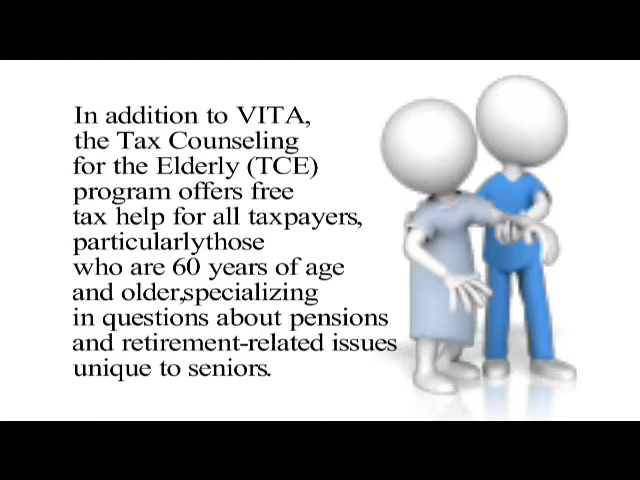 In addition to VITA,
the Tax Counseling
for the Elderly (TCE)
program offers free
tax help for all taxpayers,
particularlythose
who are 60 years of age
and older,specializing
in questions about pensions
and retirement-related issues
unique to seniors.